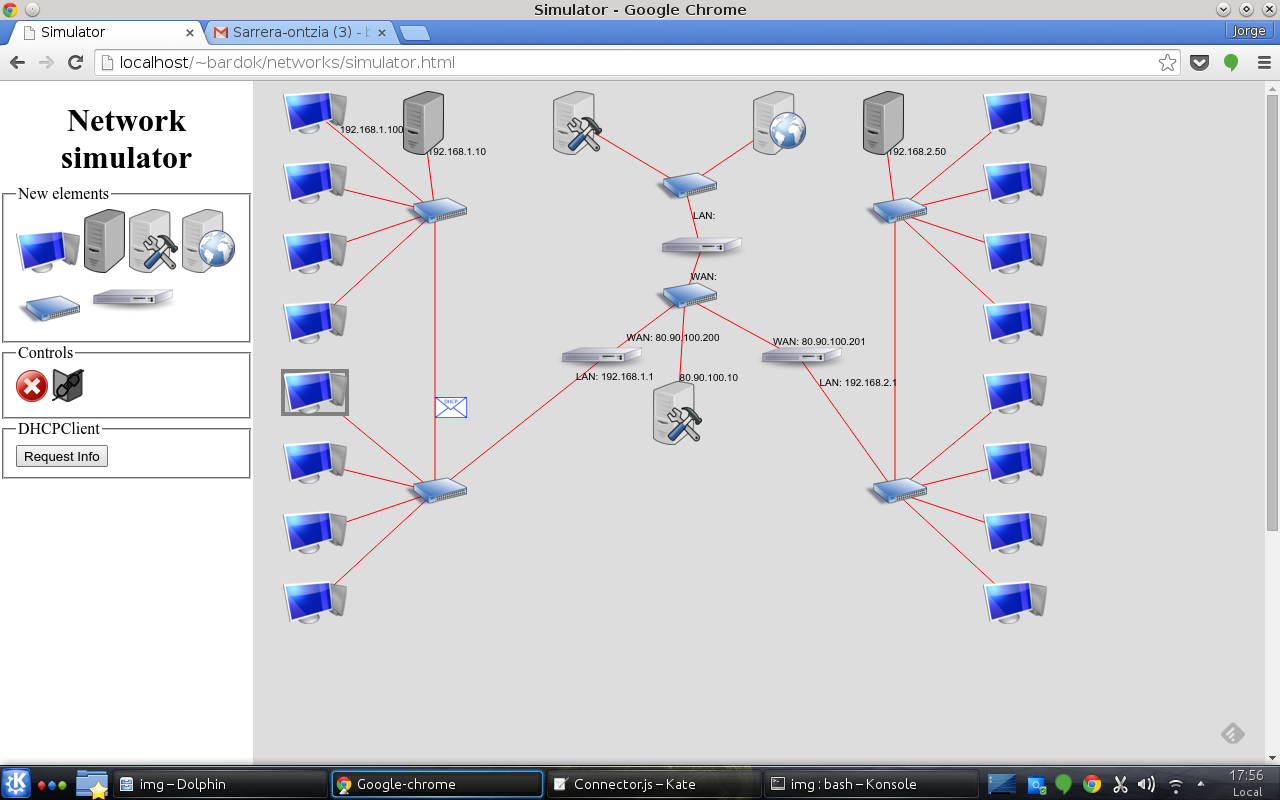 Simulator - Google Chrome
Simulator
Sarrera-ontzia (3) - b
Jorge
localhost/~bardok/networks/simulator.html
Network
simulator
New elements
Controls
DHCPClient
Request Info
192.168.1.100
192.168.1.10
192.168.2.50
LAN:
WAN:
WAN: 80.90.100.200
WAN: 80.90.100.201
LAN: 192.168.1.1
80.90.100.10
LAN: 192.168.2.1
DHCP
img – Dolphin
Google-chrome
Connector.js – Kate
img : bash – Konsole
17:56
Local